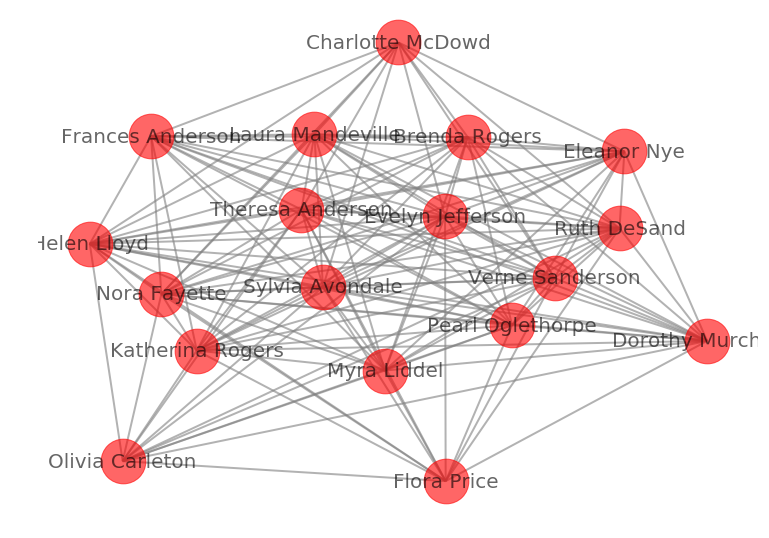 Charlotte McDowd
Frances Anderson
Laura Mandeville
Brenda Rogers
Eleanor Nye
Theresa Anderson
Evelyn Jefferson
Ruth DeSand
Helen Lloyd
Nora Fayette
Sylvia Avondale
Verne Sanderson
Pearl Oglethorpe
Dorothy Murch
Katherina Rogers
Myra Liddel
Olivia Carleton
Flora Price